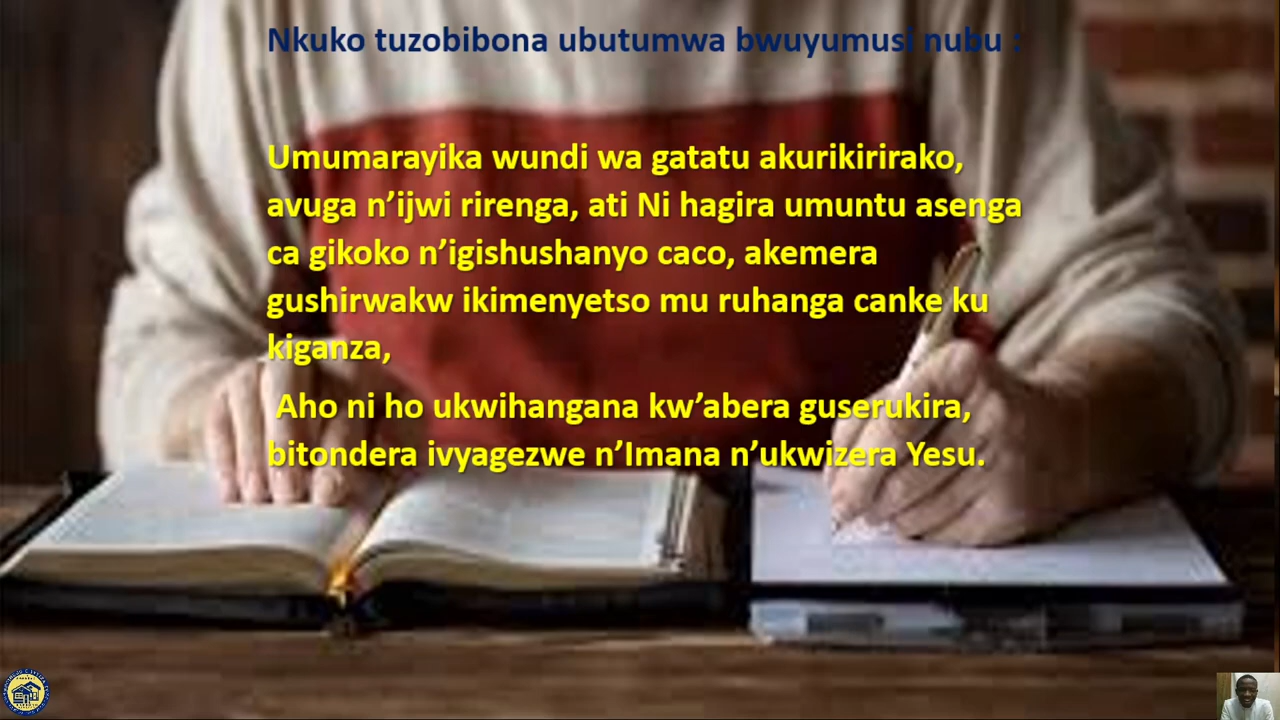 Nkuko tuzobibona ubutumwa bwuyumusi nubu :
Umumarayika wundi wa gatatu akurikirirako,
avuga n’ijwi rirenga, ati Ni hagira umuntu asenga
ca gikoko n’igishushanyo caco, akemera
gushirwakw ikimenyetso mu ruhanga canke ku
kiganza,
Aho ni ho ukwihangana kw’abera guserukira,
bitondera ivyagezwe n’Imana n’ukwizera Yesu.